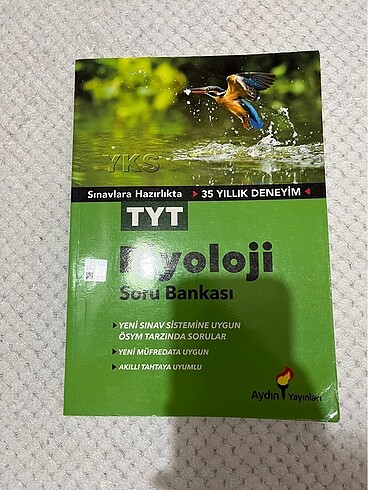 YKS
Sınavlara Hazırlıkta ▸ 35 YILLIK DENEYİM ◂
TYT
Biyoloji
Soru Bankası
▸ YENİ SINAV SİSTEMİNE UYGUN
ÖSYM TARZINDA SORULAR
▸ YENİ MÜFREDATA UYGUN
▸ AKILLI TAHTAYA UYUMLU
Aydın Yayınları